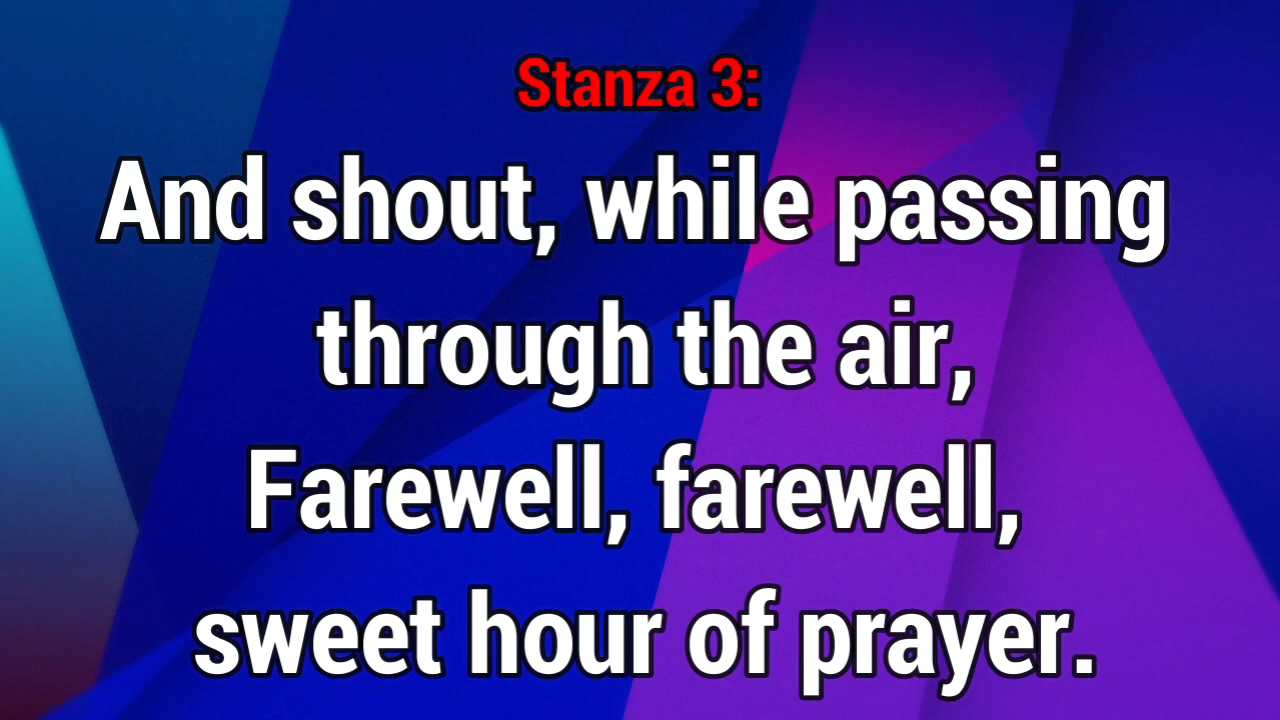 Stanza 3:
And shout, while passing
through the air,
Farewell, farewell,
sweet hour of prayer.